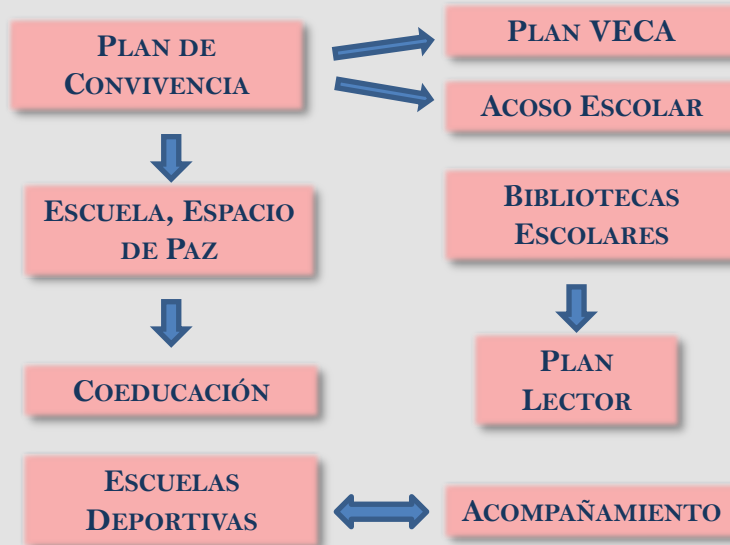 Plan de
Convivencia
Plan VECA
Acoso Escolar
Escuela, Espacio
de Paz
Bibliotecas
Escolares
Coeducación
Plan
Lector
Escuelas
Deportivas
Acompañamiento